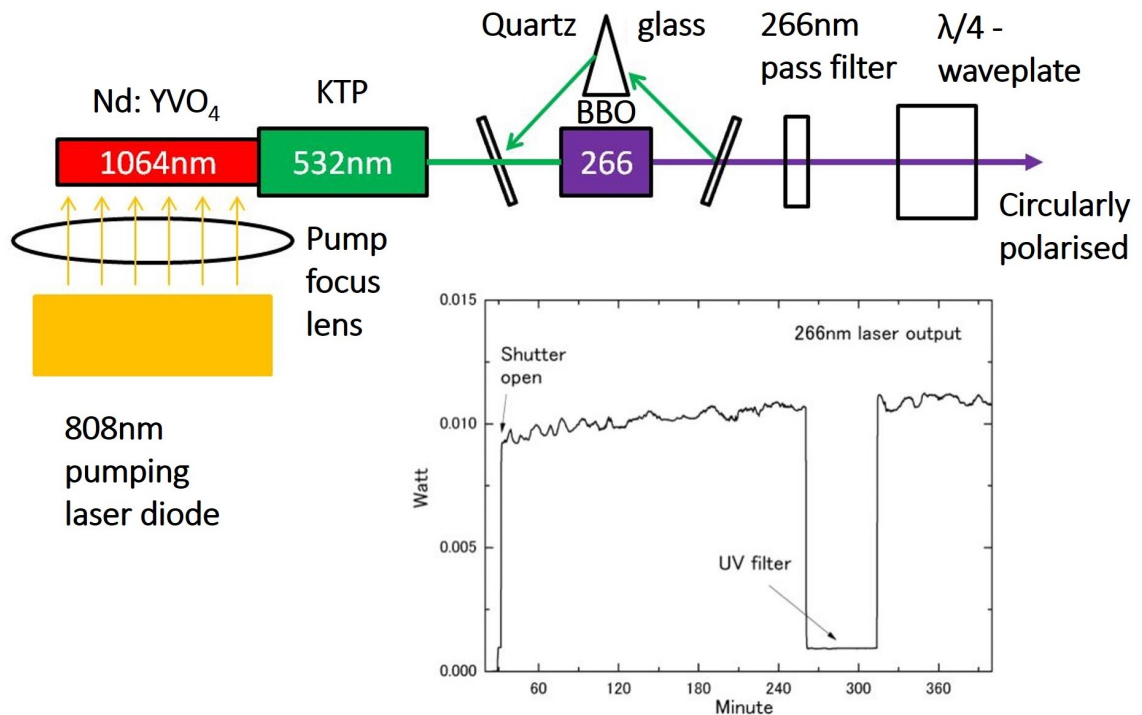 Quartz glass
266nm
pass filter
λ/4 -
waveplate
Nd: YVO₄
KTP
BBO
1064nm
532nm
266
Circularly
polarised
Pump
focus
lens
808nm
pumping
laser diode
0.015
266nm laser output
Shutter
open
0.010
Watt
0.005
UV filter
0.000
60
120
180
240
300
360
Minute